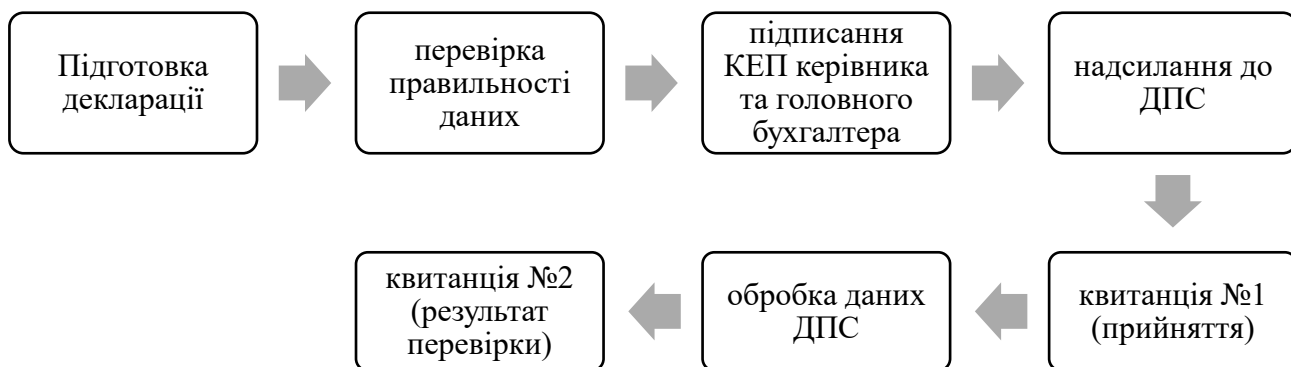 Підготовка
декларації
перевірка
правильності
даних
підписання
КЕП керівника
та головного
бухгалтера
надсилання до
ДПС
квитанція №1
(прийняття)
обробка даних
ДПС
квитанція №2
(результат
перевірки)